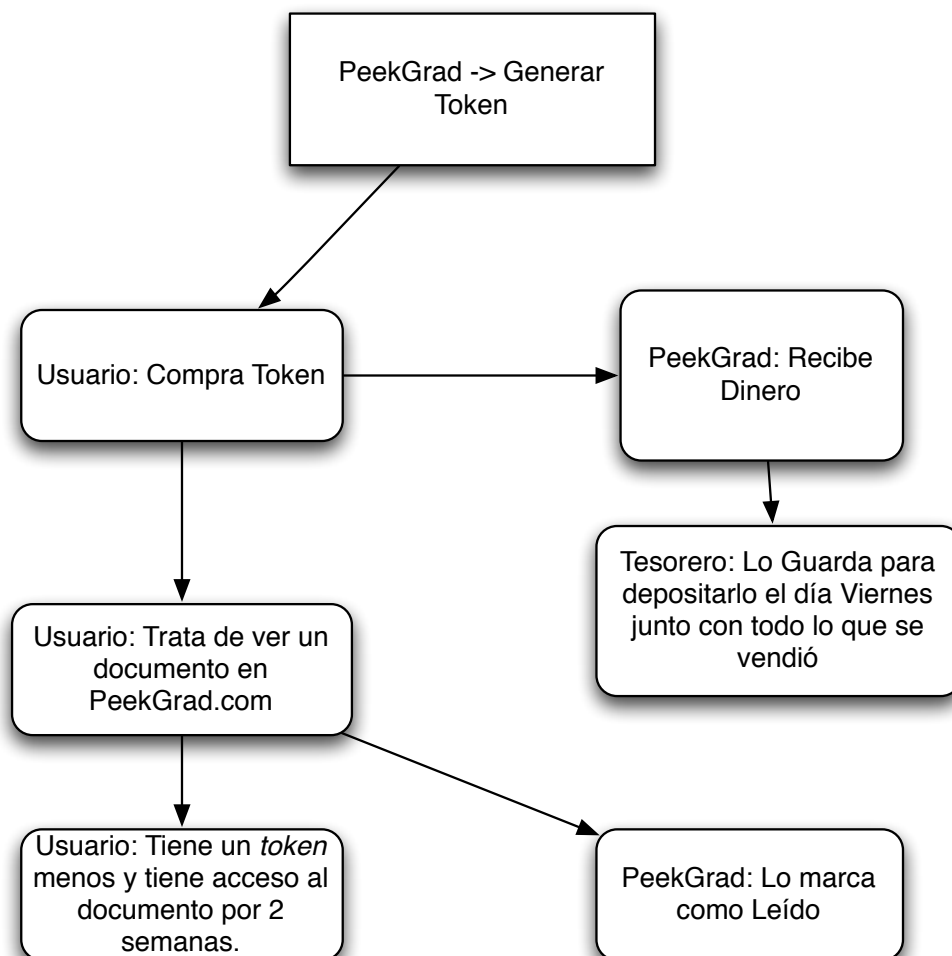 PeekGrad -> Generar
Token
Usuario: Compra Token
PeekGrad: Recibe
Dinero
Tesorero: Lo Guarda para
depositarlo el día Viernes
junto con todo lo que se
vendió
Usuario: Trata de ver un
documento en
PeekGrad.com
Usuario: Tiene un token
menos y tiene acceso al
documento por 2
semanas.
PeekGrad: Lo marca
como Leído